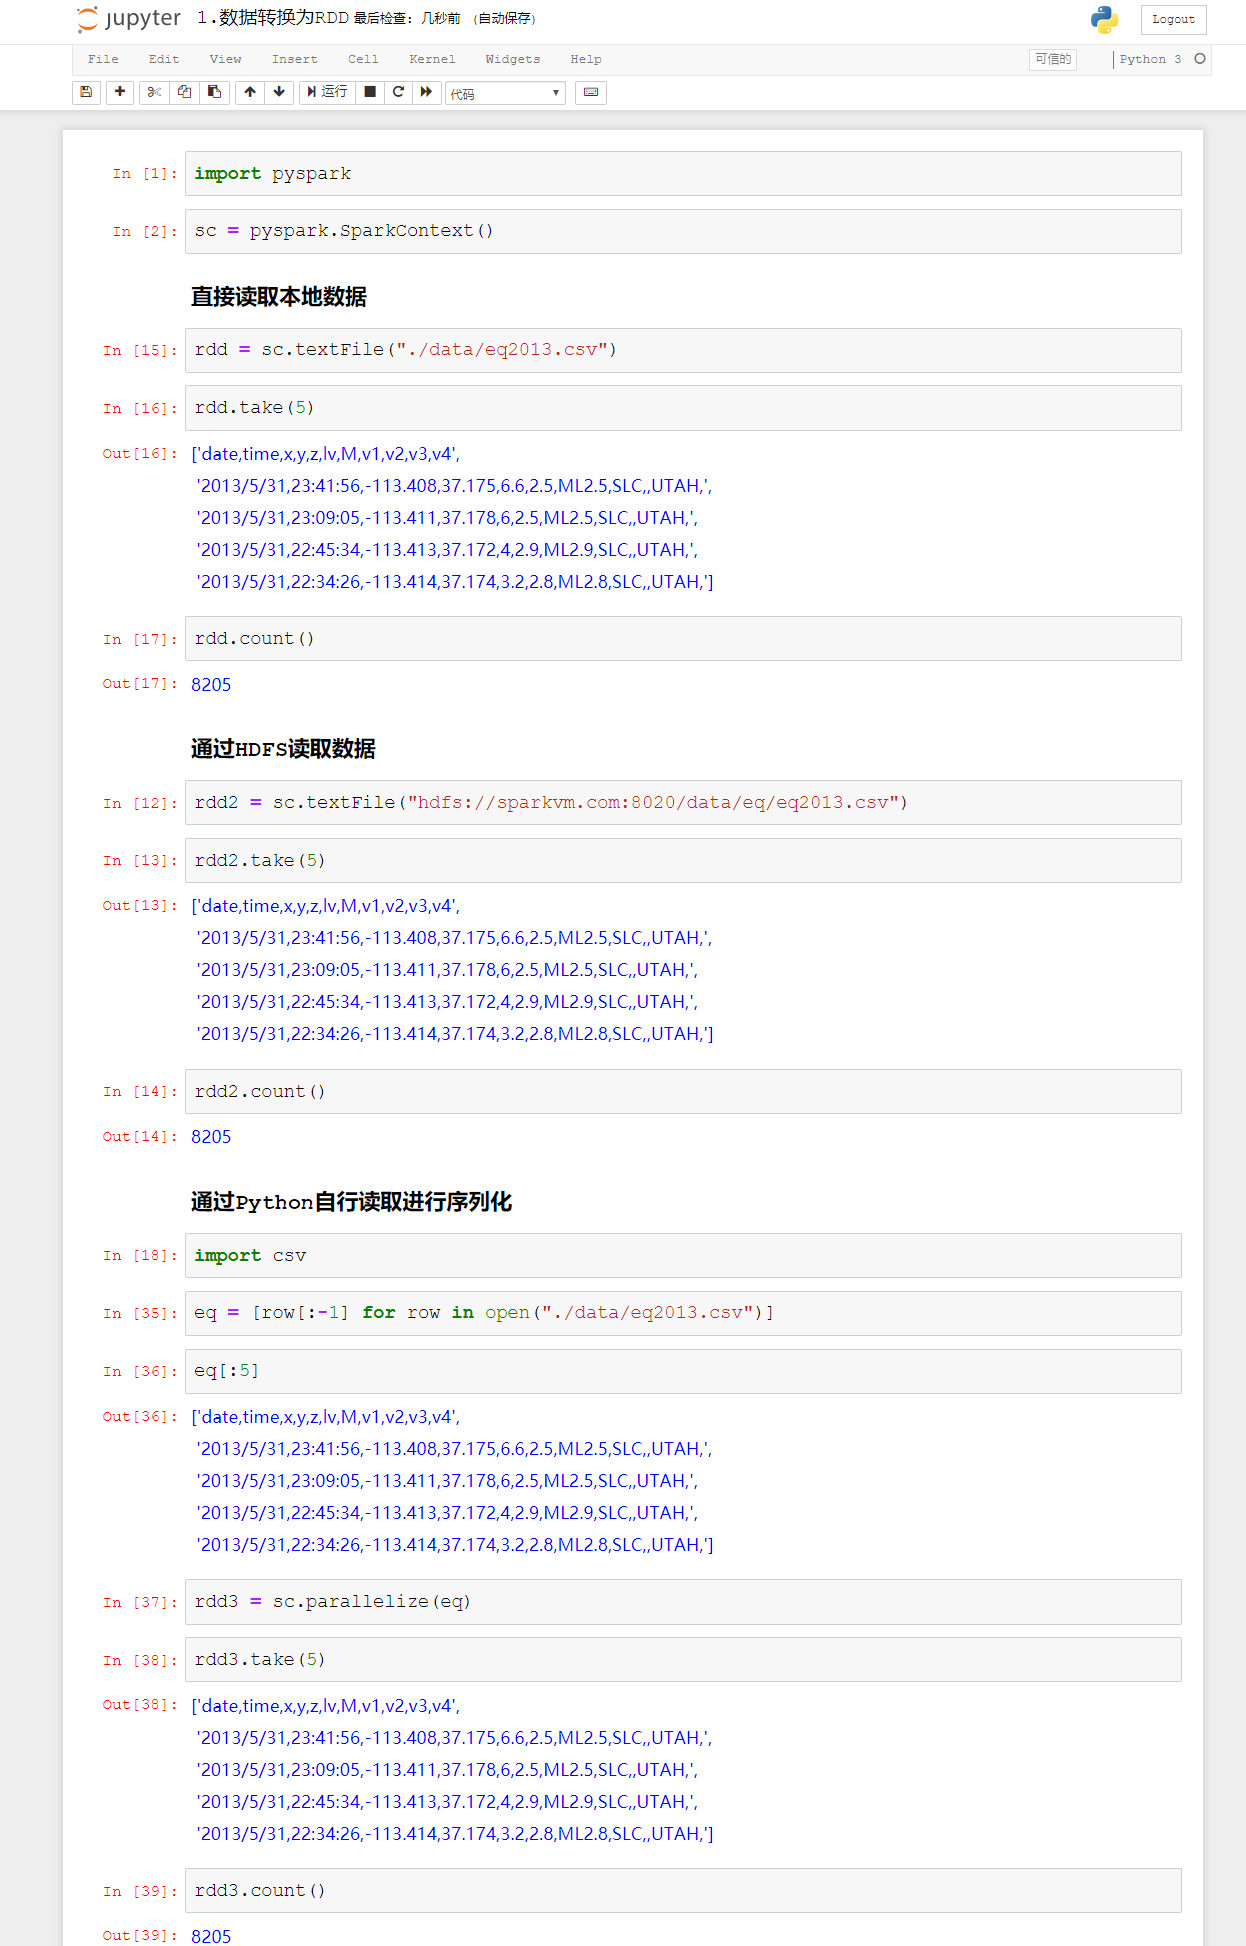 jupyter 1.数据转换为RDD 最后检查: 几秒前 (自动保存)
Logout
File Edit View Insert Cell Kernel Widgets Help
可信的
Python 3
运行
代码
In [1]: import pyspark
In [2]: sc = pyspark.SparkContext()
直接读取本地数据
In [15]: rdd = sc.textFile("./data/eq2013.csv")
In [16]: rdd.take(5)
Out[16]: ['date,time,x,y,z,lv,M,v1,v2,v3,v4',
'2013/5/31,23:41:56,-113.408,37.175,6.6,2.5,ML2.5,SLC,,UTAH,',
'2013/5/31,23:09:05,-113.411,37.178,6,2.5,ML2.5,SLC,,UTAH,',
'2013/5/31,22:45:34,-113.413,37.172,4,2.9,ML2.9,SLC,,UTAH,',
'2013/5/31,22:34:26,-113.414,37.174,3.2,2.8,ML2.8,SLC,,UTAH,']
In [17]: rdd.count()
Out[17]: 8205
通过HDFS读取数据
In [12]: rdd2 = sc.textFile("hdfs://sparkvm.com:8020/data/eq/eq2013.csv")
In [13]: rdd2.take(5)
Out[13]: ['date,time,x,y,z,lv,M,v1,v2,v3,v4',
'2013/5/31,23:41:56,-113.408,37.175,6.6,2.5,ML2.5,SLC,,UTAH,',
'2013/5/31,23:09:05,-113.411,37.178,6,2.5,ML2.5,SLC,,UTAH,',
'2013/5/31,22:45:34,-113.413,37.172,4,2.9,ML2.9,SLC,,UTAH,',
'2013/5/31,22:34:26,-113.414,37.174,3.2,2.8,ML2.8,SLC,,UTAH,']
In [14]: rdd2.count()
Out[14]: 8205
通过Python自行读取进行序列化
In [18]: import csv
In [35]: eq = [row[:-1] for row in open("./data/eq2013.csv")]
In [36]: eq[:5]
Out[36]: ['date,time,x,y,z,lv,M,v1,v2,v3,v4',
'2013/5/31,23:41:56,-113.408,37.175,6.6,2.5,ML2.5,SLC,,UTAH,',
'2013/5/31,23:09:05,-113.411,37.178,6,2.5,ML2.5,SLC,,UTAH,',
'2013/5/31,22:45:34,-113.413,37.172,4,2.9,ML2.9,SLC,,UTAH,',
'2013/5/31,22:34:26,-113.414,37.174,3.2,2.8,ML2.8,SLC,,UTAH,']
In [37]: rdd3 = sc.parallelize(eq)
In [38]: rdd3.take(5)
Out[38]: ['date,time,x,y,z,lv,M,v1,v2,v3,v4',
'2013/5/31,23:41:56,-113.408,37.175,6.6,2.5,ML2.5,SLC,,UTAH,',
'2013/5/31,23:09:05,-113.411,37.178,6,2.5,ML2.5,SLC,,UTAH,',
'2013/5/31,22:45:34,-113.413,37.172,4,2.9,ML2.9,SLC,,UTAH,',
'2013/5/31,22:34:26,-113.414,37.174,3.2,2.8,ML2.8,SLC,,UTAH,']
In [39]: rdd3.count()
Out[39]: 8205